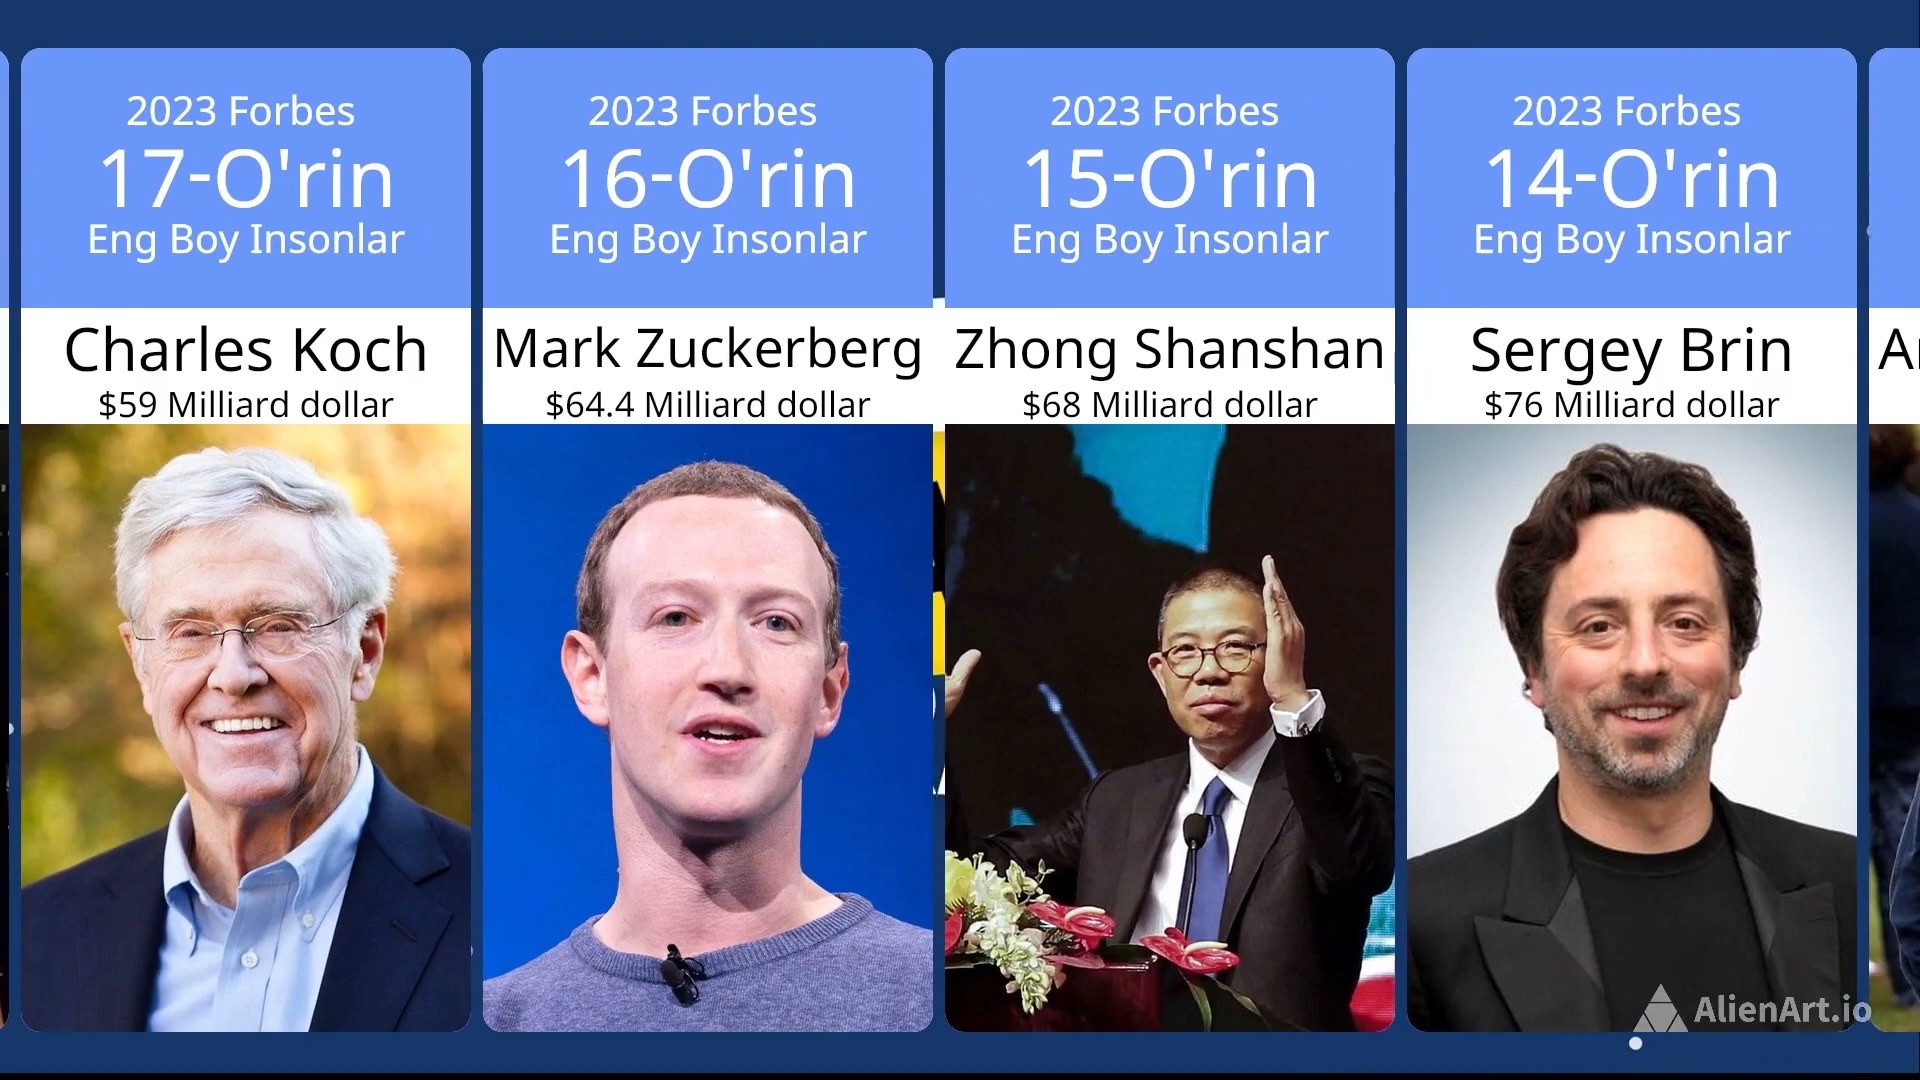 2023 Forbes
17-O'rin
Eng Boy Insonlar
Charles Koch
$59 Milliard dollar
2023 Forbes
16-O'rin
Eng Boy Insonlar
Mark Zuckerberg
$64.4 Milliard dollar
2023 Forbes
15-O'rin
Eng Boy Insonlar
Zhong Shanshan
$68 Milliard dollar
2023 Forbes
14-O'rin
Eng Boy Insonlar
Sergey Brin
$76 Milliard dollar
AlienArt.io